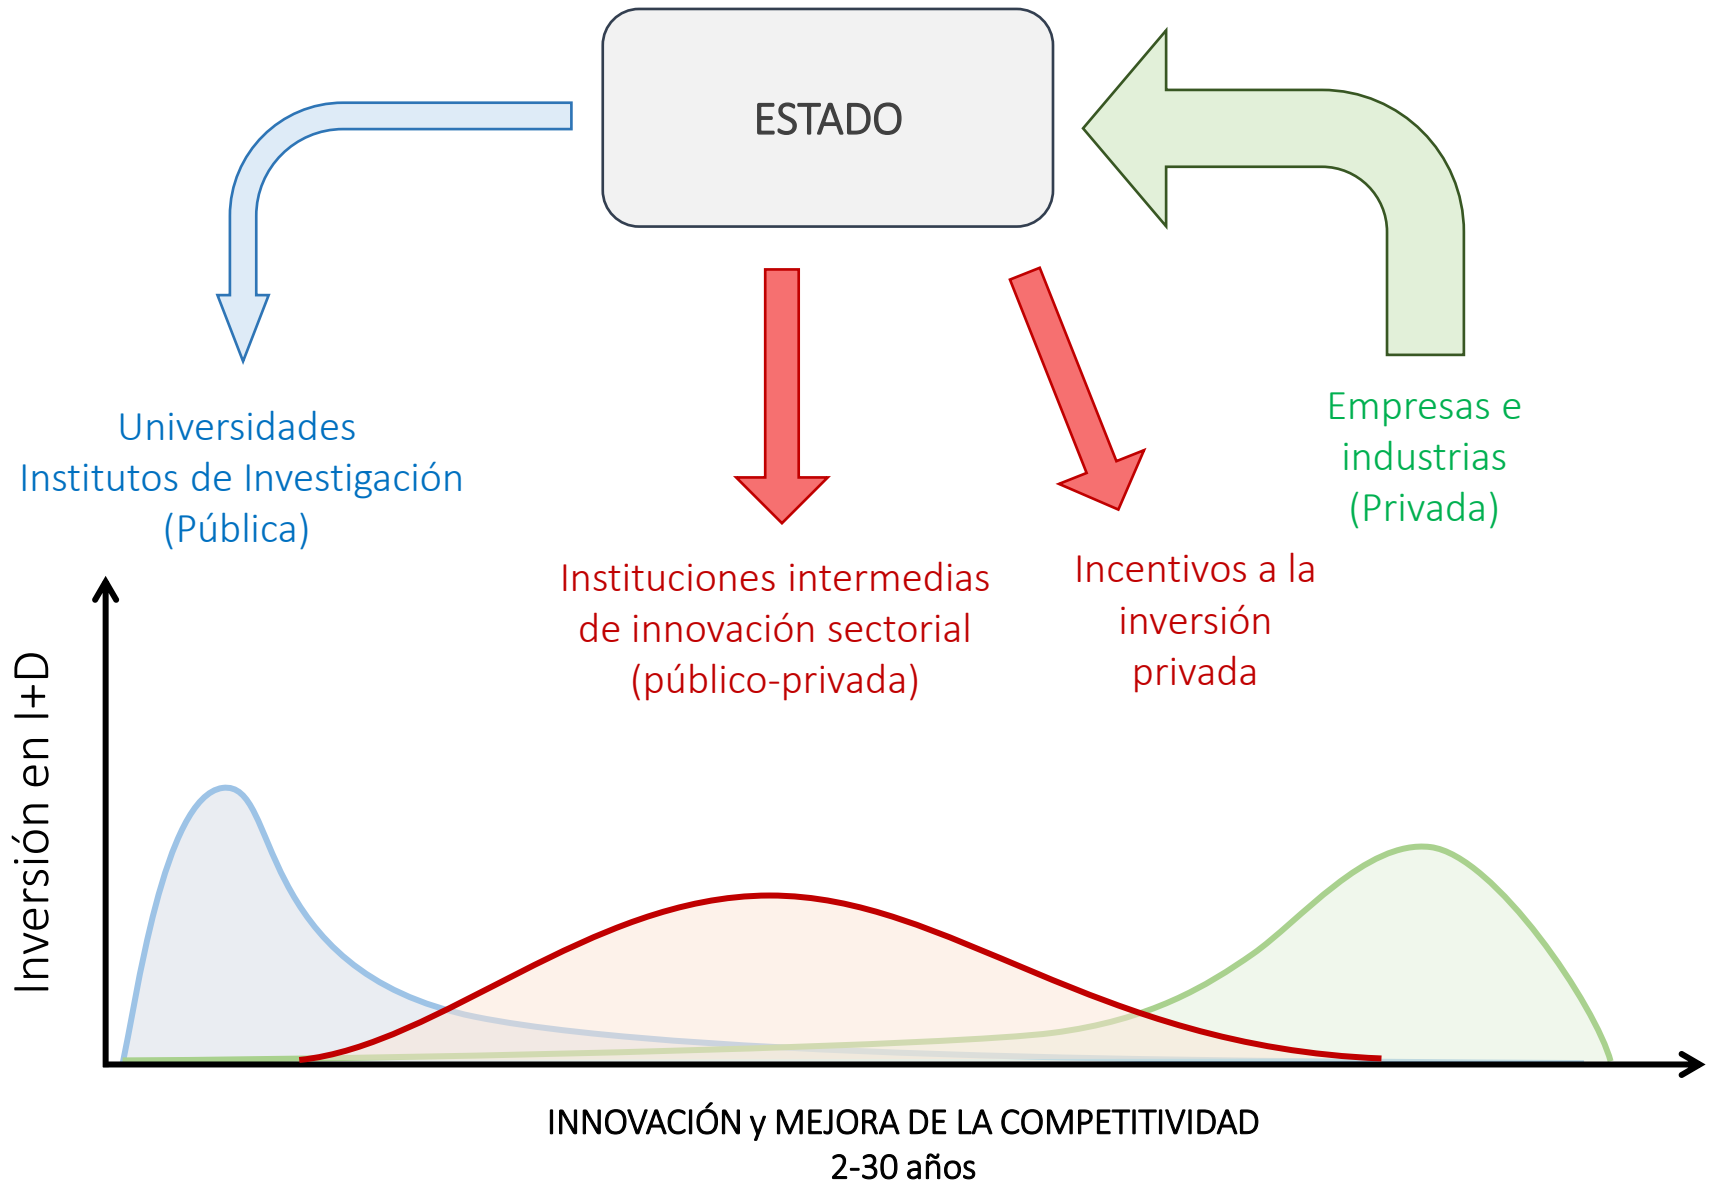 ESTADO
Universidades
Institutos de Investigación
(Pública)
Empresas e
industrias
(Privada)
Instituciones intermedias
de innovación sectorial
(público-privada)
Incentivos a la
inversión
privada
Inversión en I+D
INNOVACIÓN y MEJORA DE LA COMPETITIVIDAD
2-30 años